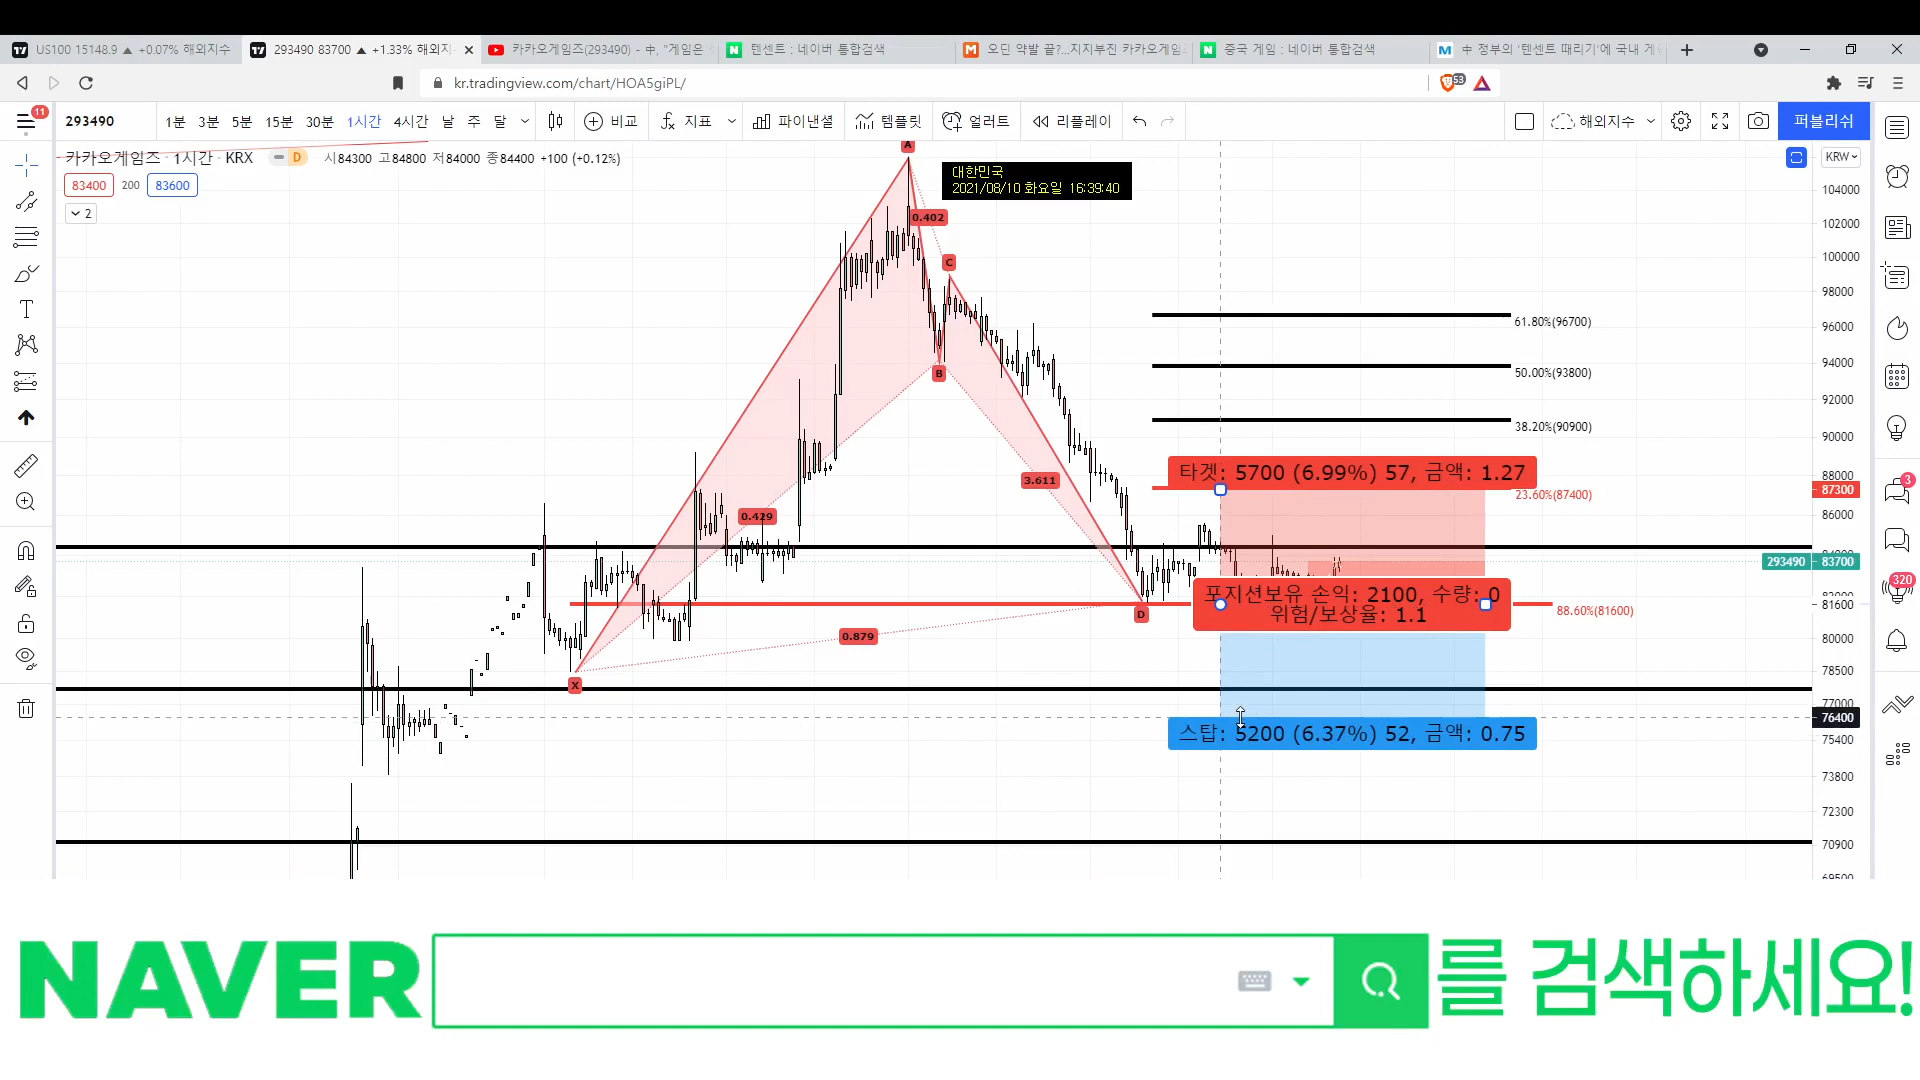 US100 15148.9 ▲ +0.07% 해외지수
293490 83700 ▲ +1.33% 해외지
카카오게임즈(293490) - 中, "게임은
텐센트 : 네이버 통합검색
오딘 약발 끝?...지지부진 카카오게임
중국 게임 : 네이버 통합검색
中 정부의 '텐센트 때리기'에 국내 게
kr.tradingview.com/chart/HOA5giPL/
53
11
293490
1분 3분 5분 15분 30분 1시간 4시간 날 주 달
비교
지표
파이낸셜
템플릿
얼러트
리플레이
해외지수
퍼블리쉬
카카오게임즈 · 1시간 · KRX
D
시84300 고84800 저84000 종84400 +100 (+0.12%)
KRW
83400 200 83600
2
대한민국
2021/08/10 화요일 16:39:40
A
0.402
C
B
3.611
0.429
0.879
X
D
61.80%(96700)
50.00%(93800)
38.20%(90900)
타겟: 5700 (6.99%) 57, 금액: 1.27
23.60%(87400)
포지션보유 손익: 2100, 수량: 0
위험/보상율: 1.1
88.60%(81600)
스탑: 5200 (6.37%) 52, 금액: 0.75
104000
102000
100000
98000
96000
94000
92000
90000
88000
87300
86000
293490 83700
81600
80000
78500
77000
76400
75400
73800
72300
70900
69500
3
320
NAVER
를 검색하세요!